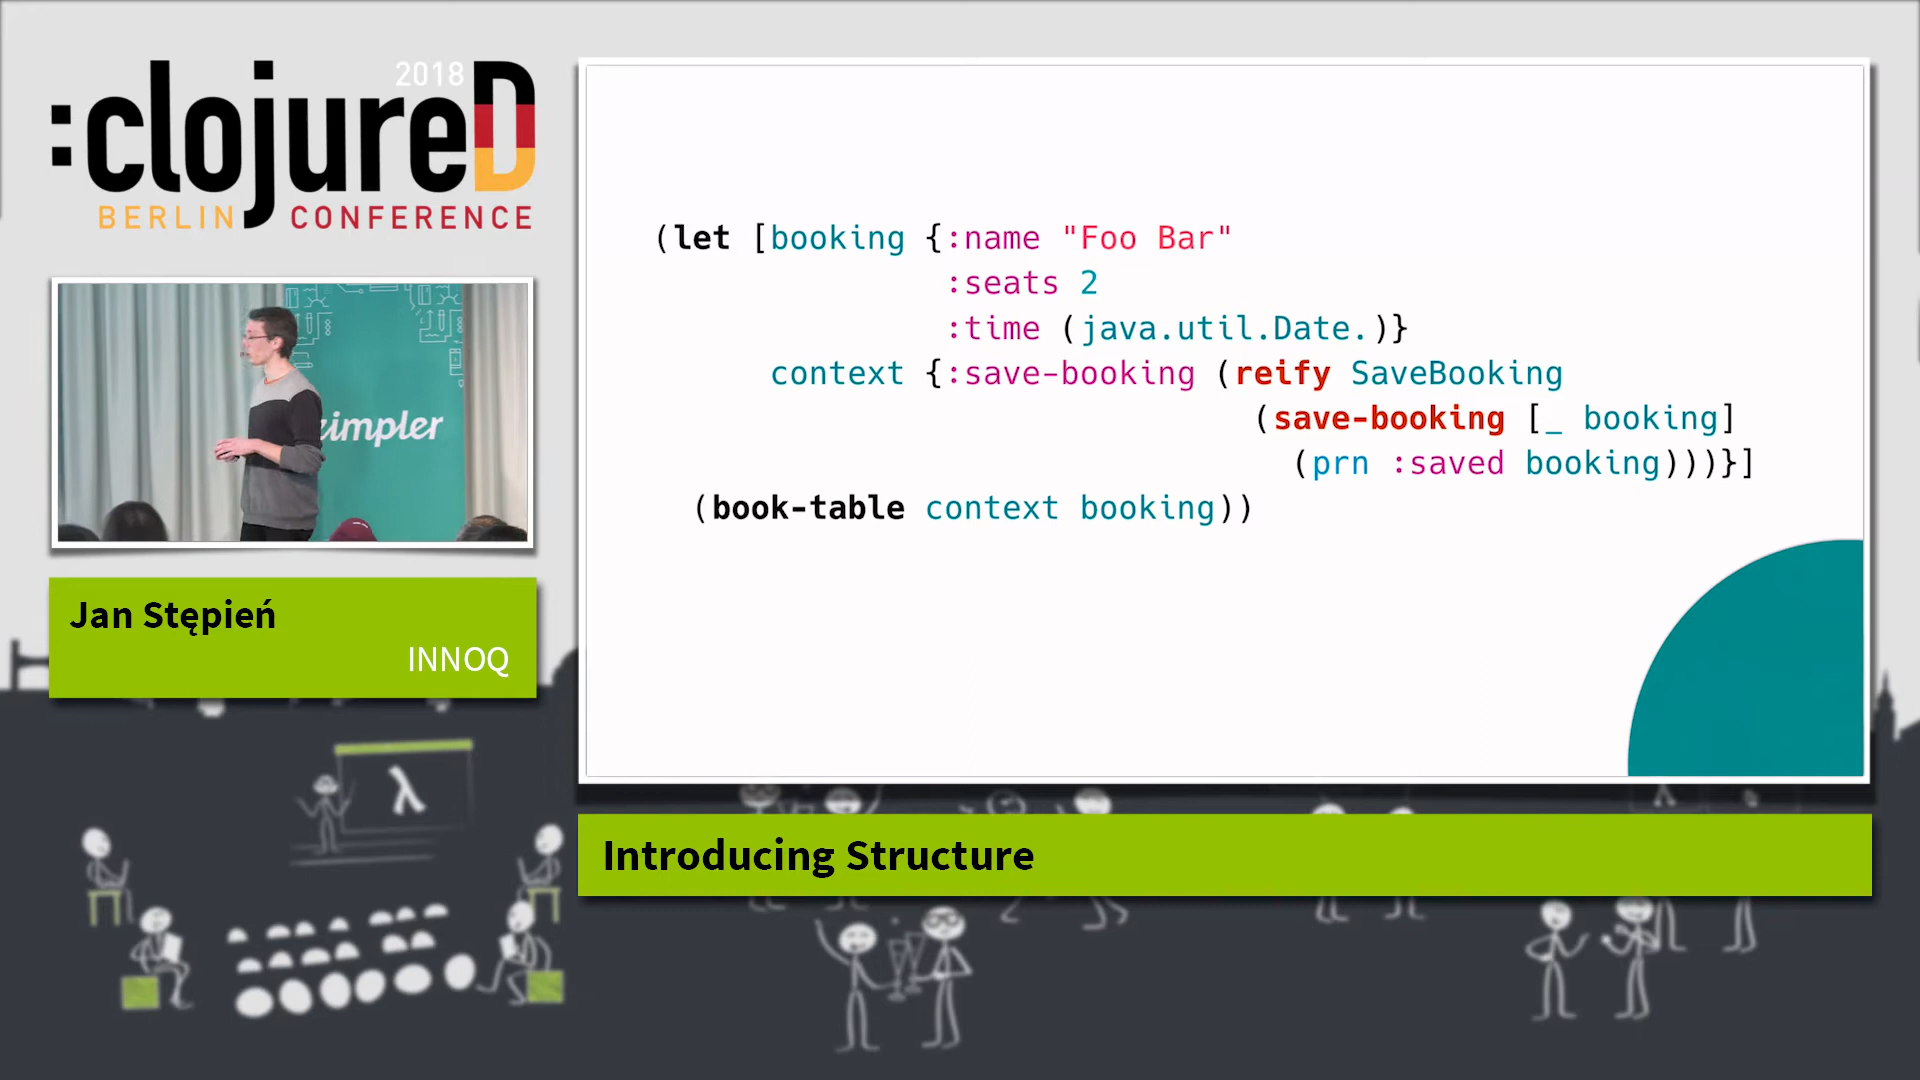 2018
:clojureD
BERLIN CONFERENCE
zimpler
Jan Stępień
INNOQ
(let [booking {:name "Foo Bar"
:seats 2
:time (java.util.Date.)}
context {:save-booking (reify SaveBooking
(save-booking [_ booking]
(prn :saved booking)))}]
(book-table context booking))
Introducing Structure
λ